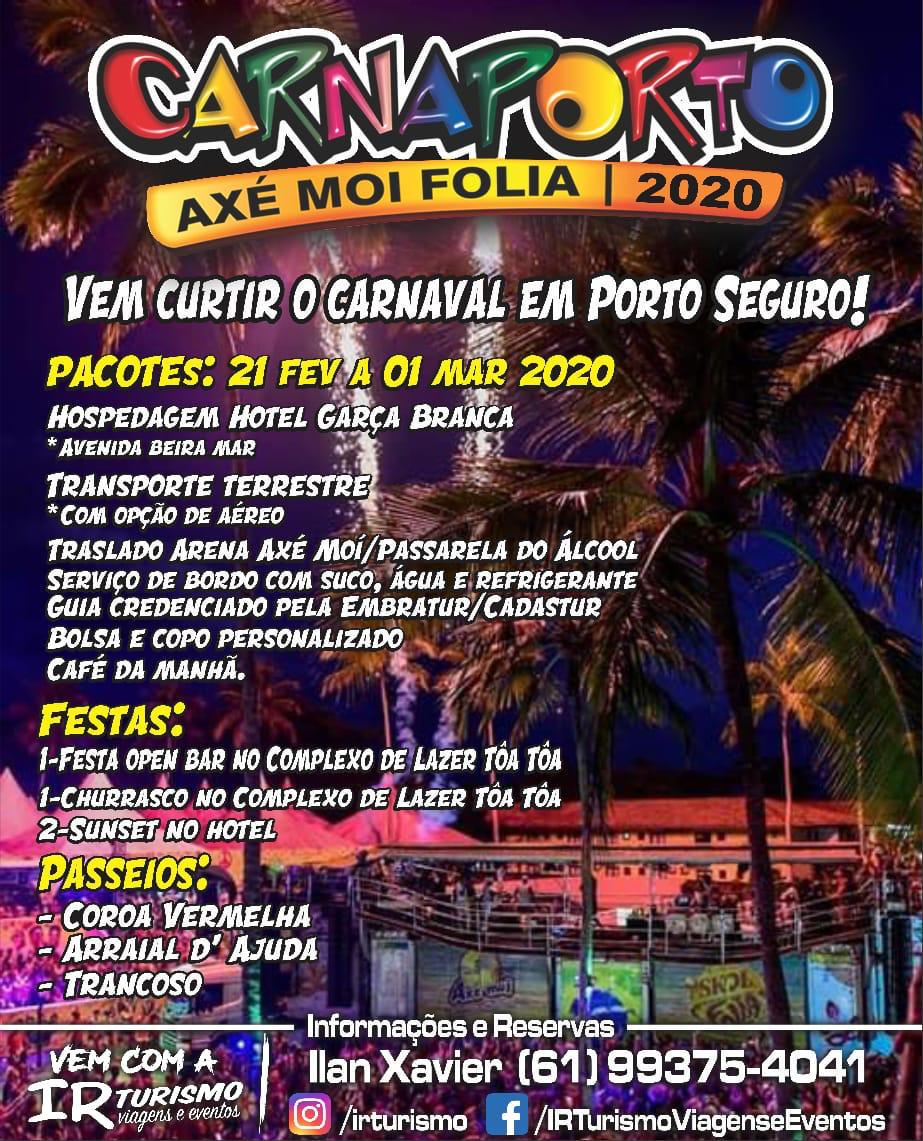 CARNAPORTO
AXÉ MOI FOLIA | 2020
VEM CURTIR O CARNAVAL EM PORTO SEGURO!
PACOTES: 21 FEV A 01 MAR 2020
HOSPEDAGEM HOTEL GARÇA BRANCA
*AVENIDA BEIRA MAR
TRANSPORTE TERRESTRE
*COM OPÇÃO DE AÉREO
TRASLADO ARENA AXÉ MOÍ/PASSARELA DO ÁLCOOL
SERVIÇO DE BORDO COM SUCO, ÁGUA E REFRIGERANTE
GUIA CREDENCIADO PELA EMBRATUR/CADASTUR
BOLSA E COPO PERSONALIZADO
CAFÉ DA MANHÃ.
FESTAS:
1-FESTA OPEN BAR NO COMPLEXO DE LAZER TÔA TÔA
1-CHURRASCO NO COMPLEXO DE LAZER TÔA TÔA
2-SUNSET NO HOTEL
PASSEIOS:
- COROA VERMELHA
- ARRAIAL D' AJUDA
- TRANCOSO
AXÉ MOI
Informações e Reservas
VEM COM A
IR TURISMO
viagens e eventos
Ilan Xavier (61) 99375-4041
/irturismo
/IRTurismoViagenseEventos